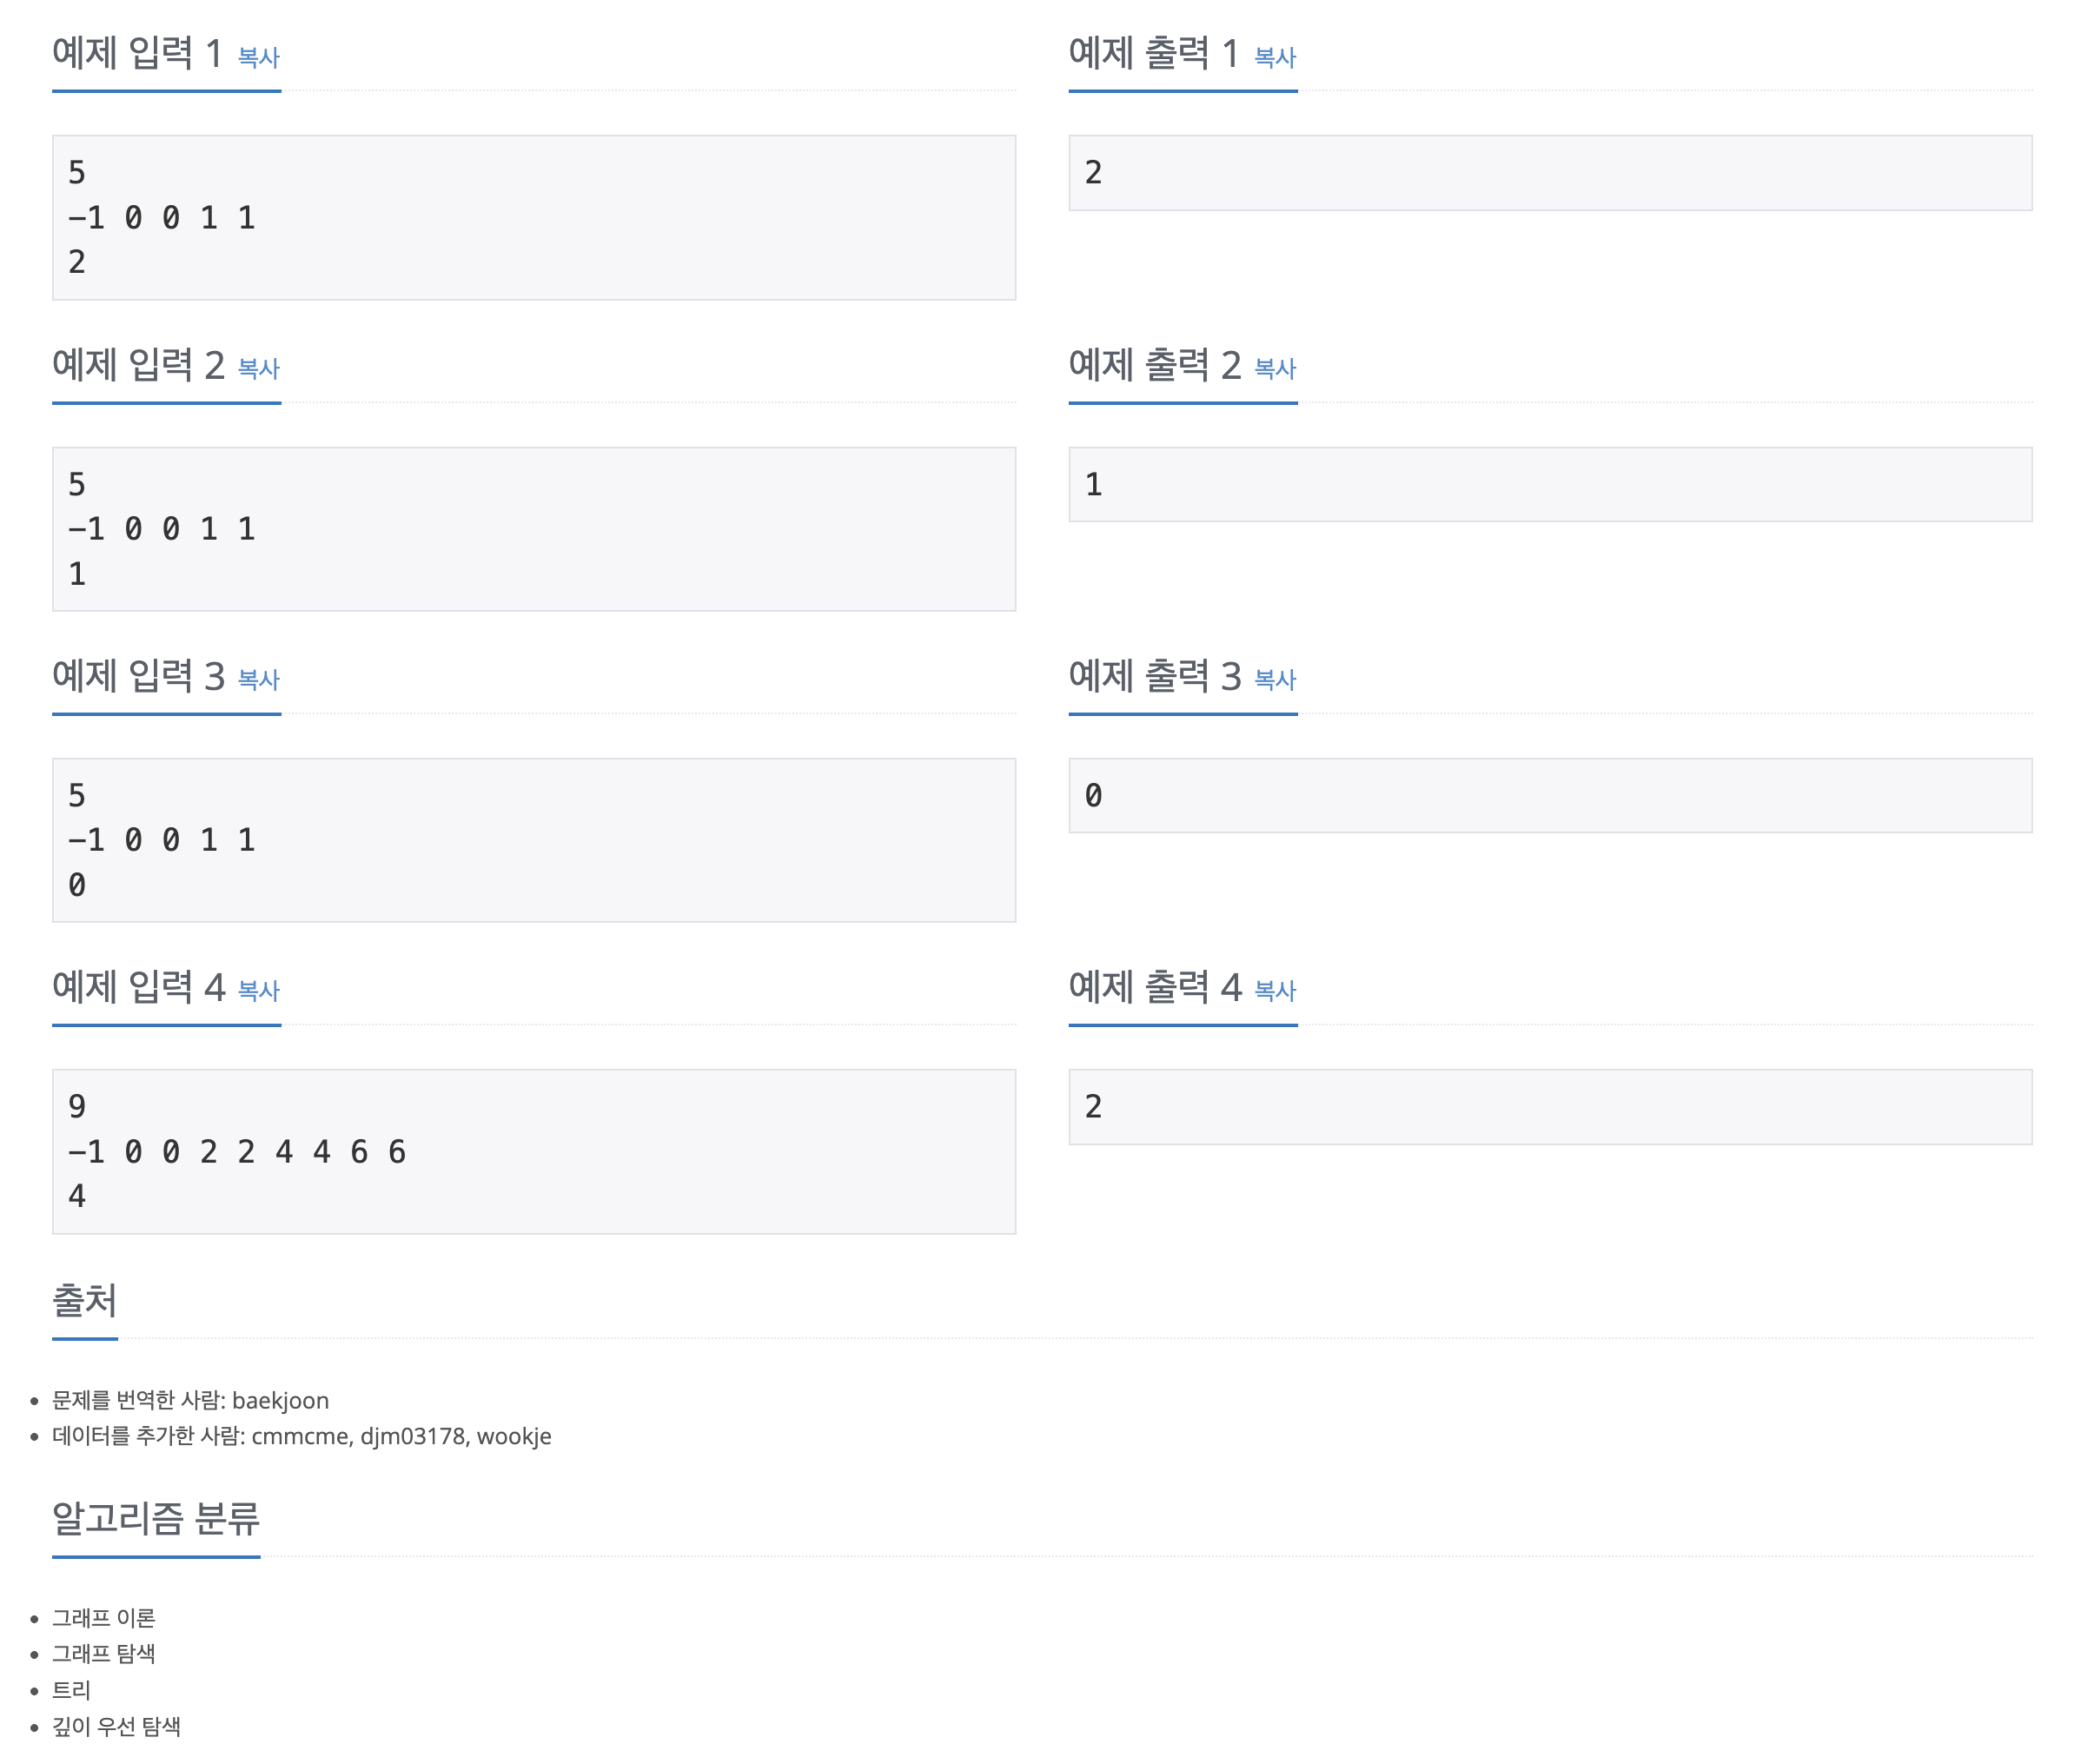 예제 입력 1 복사
5
-1 0 0 1 1
2
예제 출력 1 복사
2
예제 입력 2 복사
5
-1 0 0 1 1
1
예제 출력 2 복사
1
예제 입력 3 복사
5
-1 0 0 1 1
0
예제 출력 3 복사
0
예제 입력 4 복사
9
-1 0 0 2 2 4 4 6 6
4
예제 출력 4 복사
2
출처
• 문제를 번역한 사람: baekjoon
• 데이터를 추가한 사람: cmmcme, djm03178, wookje
알고리즘 분류
• 그래프 이론
• 그래프 탐색
• 트리
• 깊이 우선 탐색